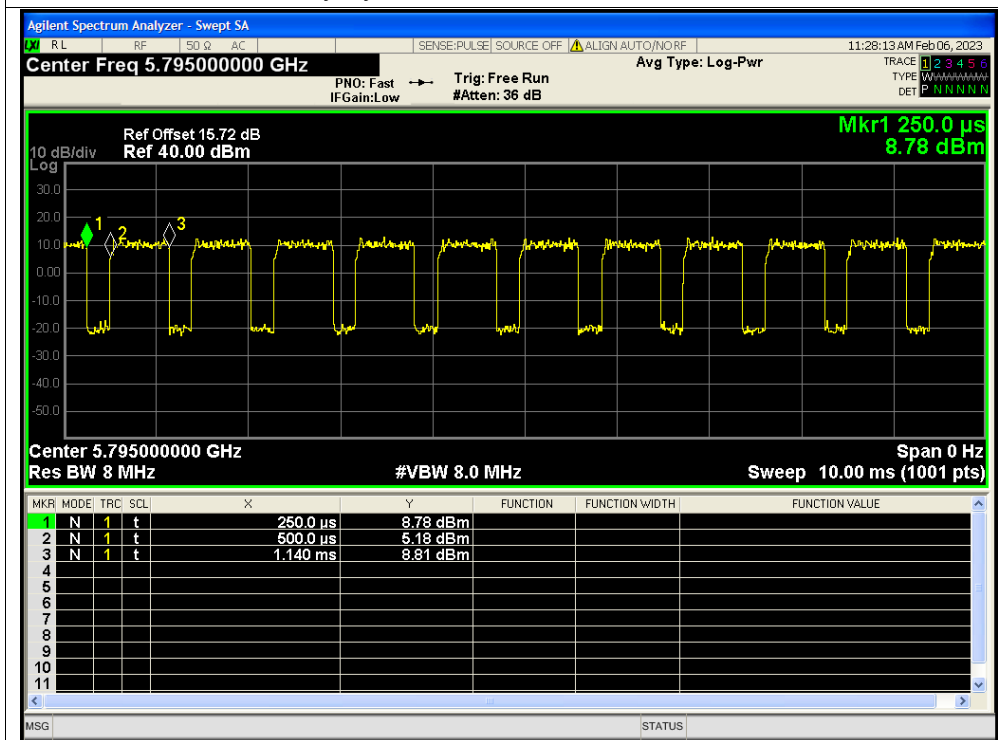 Agilent Spectrum Analyzer - Swept SA
LXI RL RF 50 Ω AC SENSE:PULSE SOURCE OFF ALIGN AUTO/NO RF 11:28:13 AM Feb 06, 2023
Center Freq 5.795000000 GHz Avg Type: Log-Pwr TRACE 1 2 3 4 5 6
PNO: Fast Trig: Free Run TYPE WWWWWW
IFGain:Low #Atten: 36 dB DET P N N N N N
Mkr1 250.0 µs
Ref Offset 15.72 dB
10 dB/div Ref 40.00 dBm 8.78 dBm
Log
30.0
20.0
1 2 3
10.0
0.00
-10.0
-20.0
-30.0
-40.0
-50.0
Center 5.795000000 GHz Span 0 Hz
Res BW 8 MHz #VBW 8.0 MHz Sweep 10.00 ms (1001 pts)
MKR MODE TRC SCL X Y FUNCTION FUNCTION WIDTH FUNCTION VALUE
1 N 1 t 250.0 µs 8.78 dBm
2 N 1 t 500.0 µs 5.18 dBm
3 N 1 t 1.140 ms 8.81 dBm
4
5
6
7
8
9
10
11
MSG STATUS